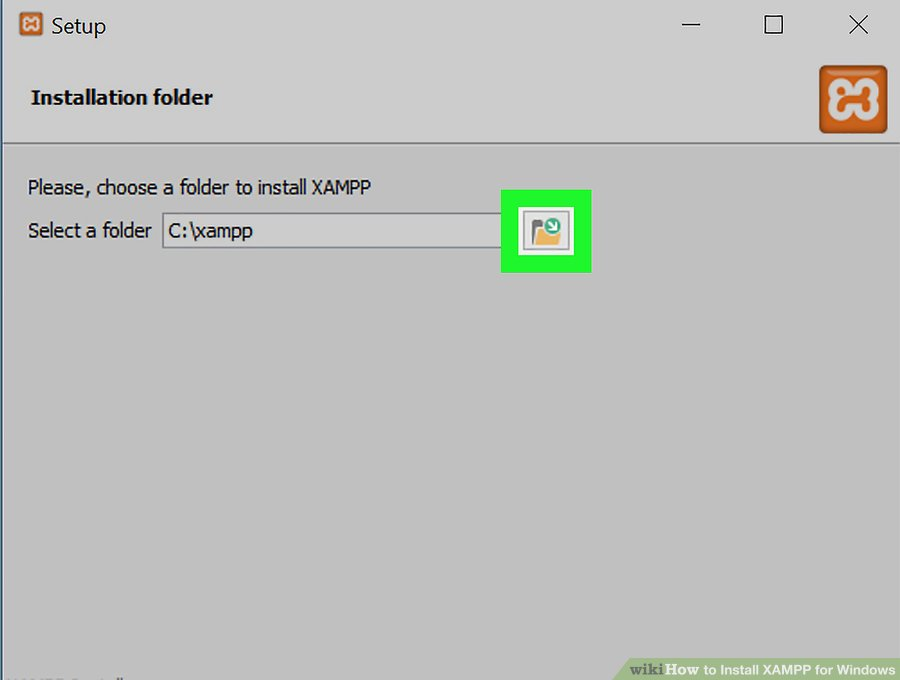 Setup
Installation folder
Please, choose a folder to install XAMPP
Select a folder C:\xampp
wikiHow to Install XAMPP for Windows